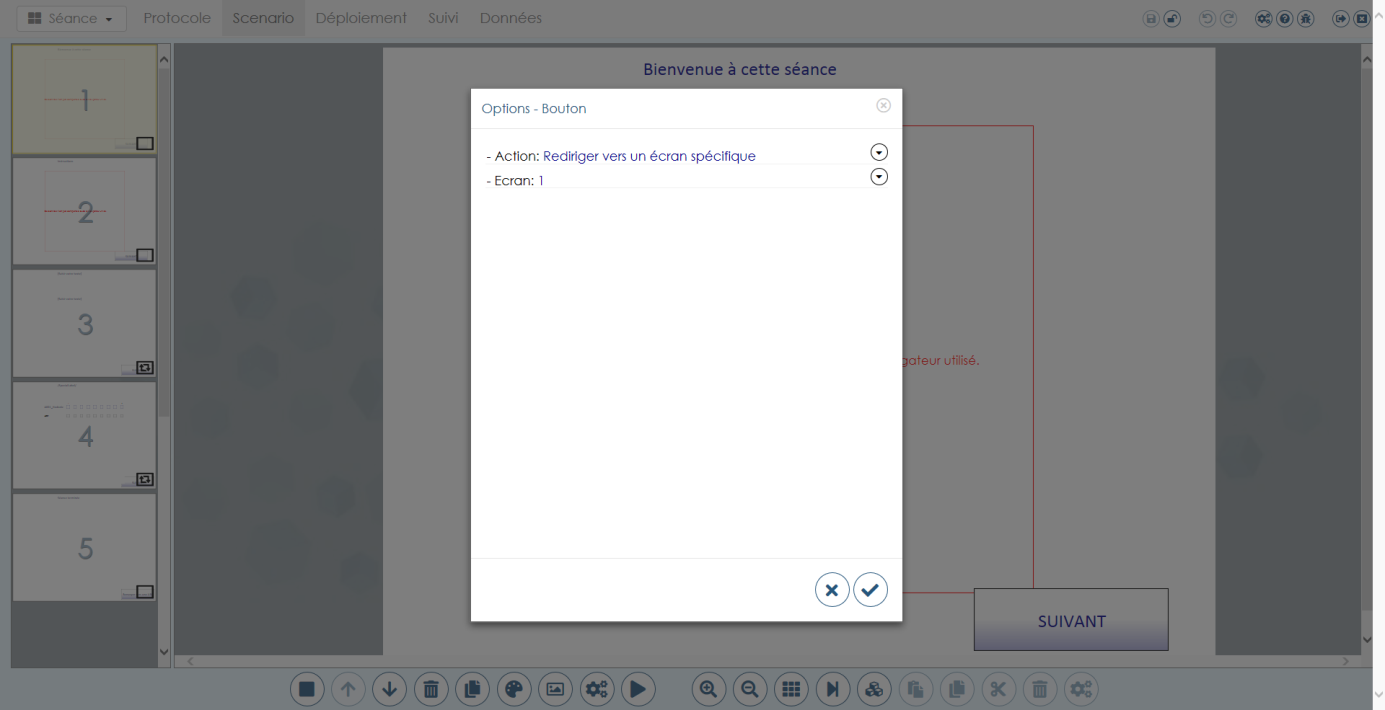 Séance
Protocole
Scenario
Déploiement
Suivi
Données
Bienvenue à cette séance
Options - Bouton
- Action: Rediriger vers un écran spécifique
- Ecran: 1
gateur utilisé.
SUIVANT
1
2
3
4
5